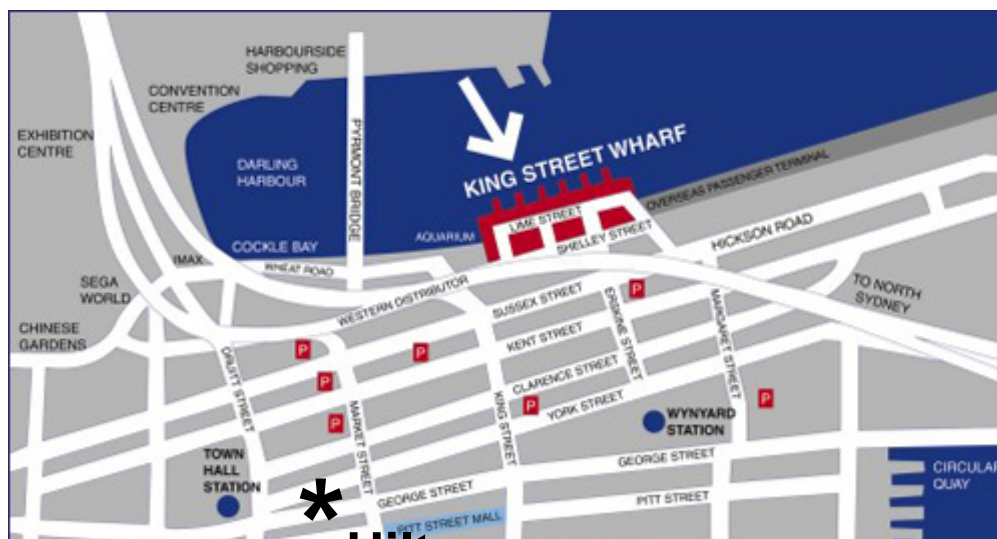 HARBOURSIDE
SHOPPING
CONVENTION
CENTRE
EXHIBITION
CENTRE
PYRMONT BRIDGE
KING STREET WHARF
DARLING
HARBOUR
OVERSEAS PASSENGER TERMINAL
LIME STREET
AQUARIUM
SHELLEY STREET
HICKSON ROAD
COCKLE BAY
IMAX
WHEAT ROAD
SEGA
WORLD
WESTERN DISTRIBUTOR
SUSSEX STREET
ERSKINE STREET
P
MARGARET STREET
TO NORTH
SYDNEY
CHINESE
GARDENS
KENT STREET
P
P
DRUITT STREET
CLARENCE STREET
P
KING STREET
YORK STREET
P
P
P
MARKET STREET
WYNYARD
STATION
TOWN
HALL
STATION
GEORGE STREET
GEORGE STREET
PITT STREET
CIRCULAR
QUAY
*
PITT STREET MALL